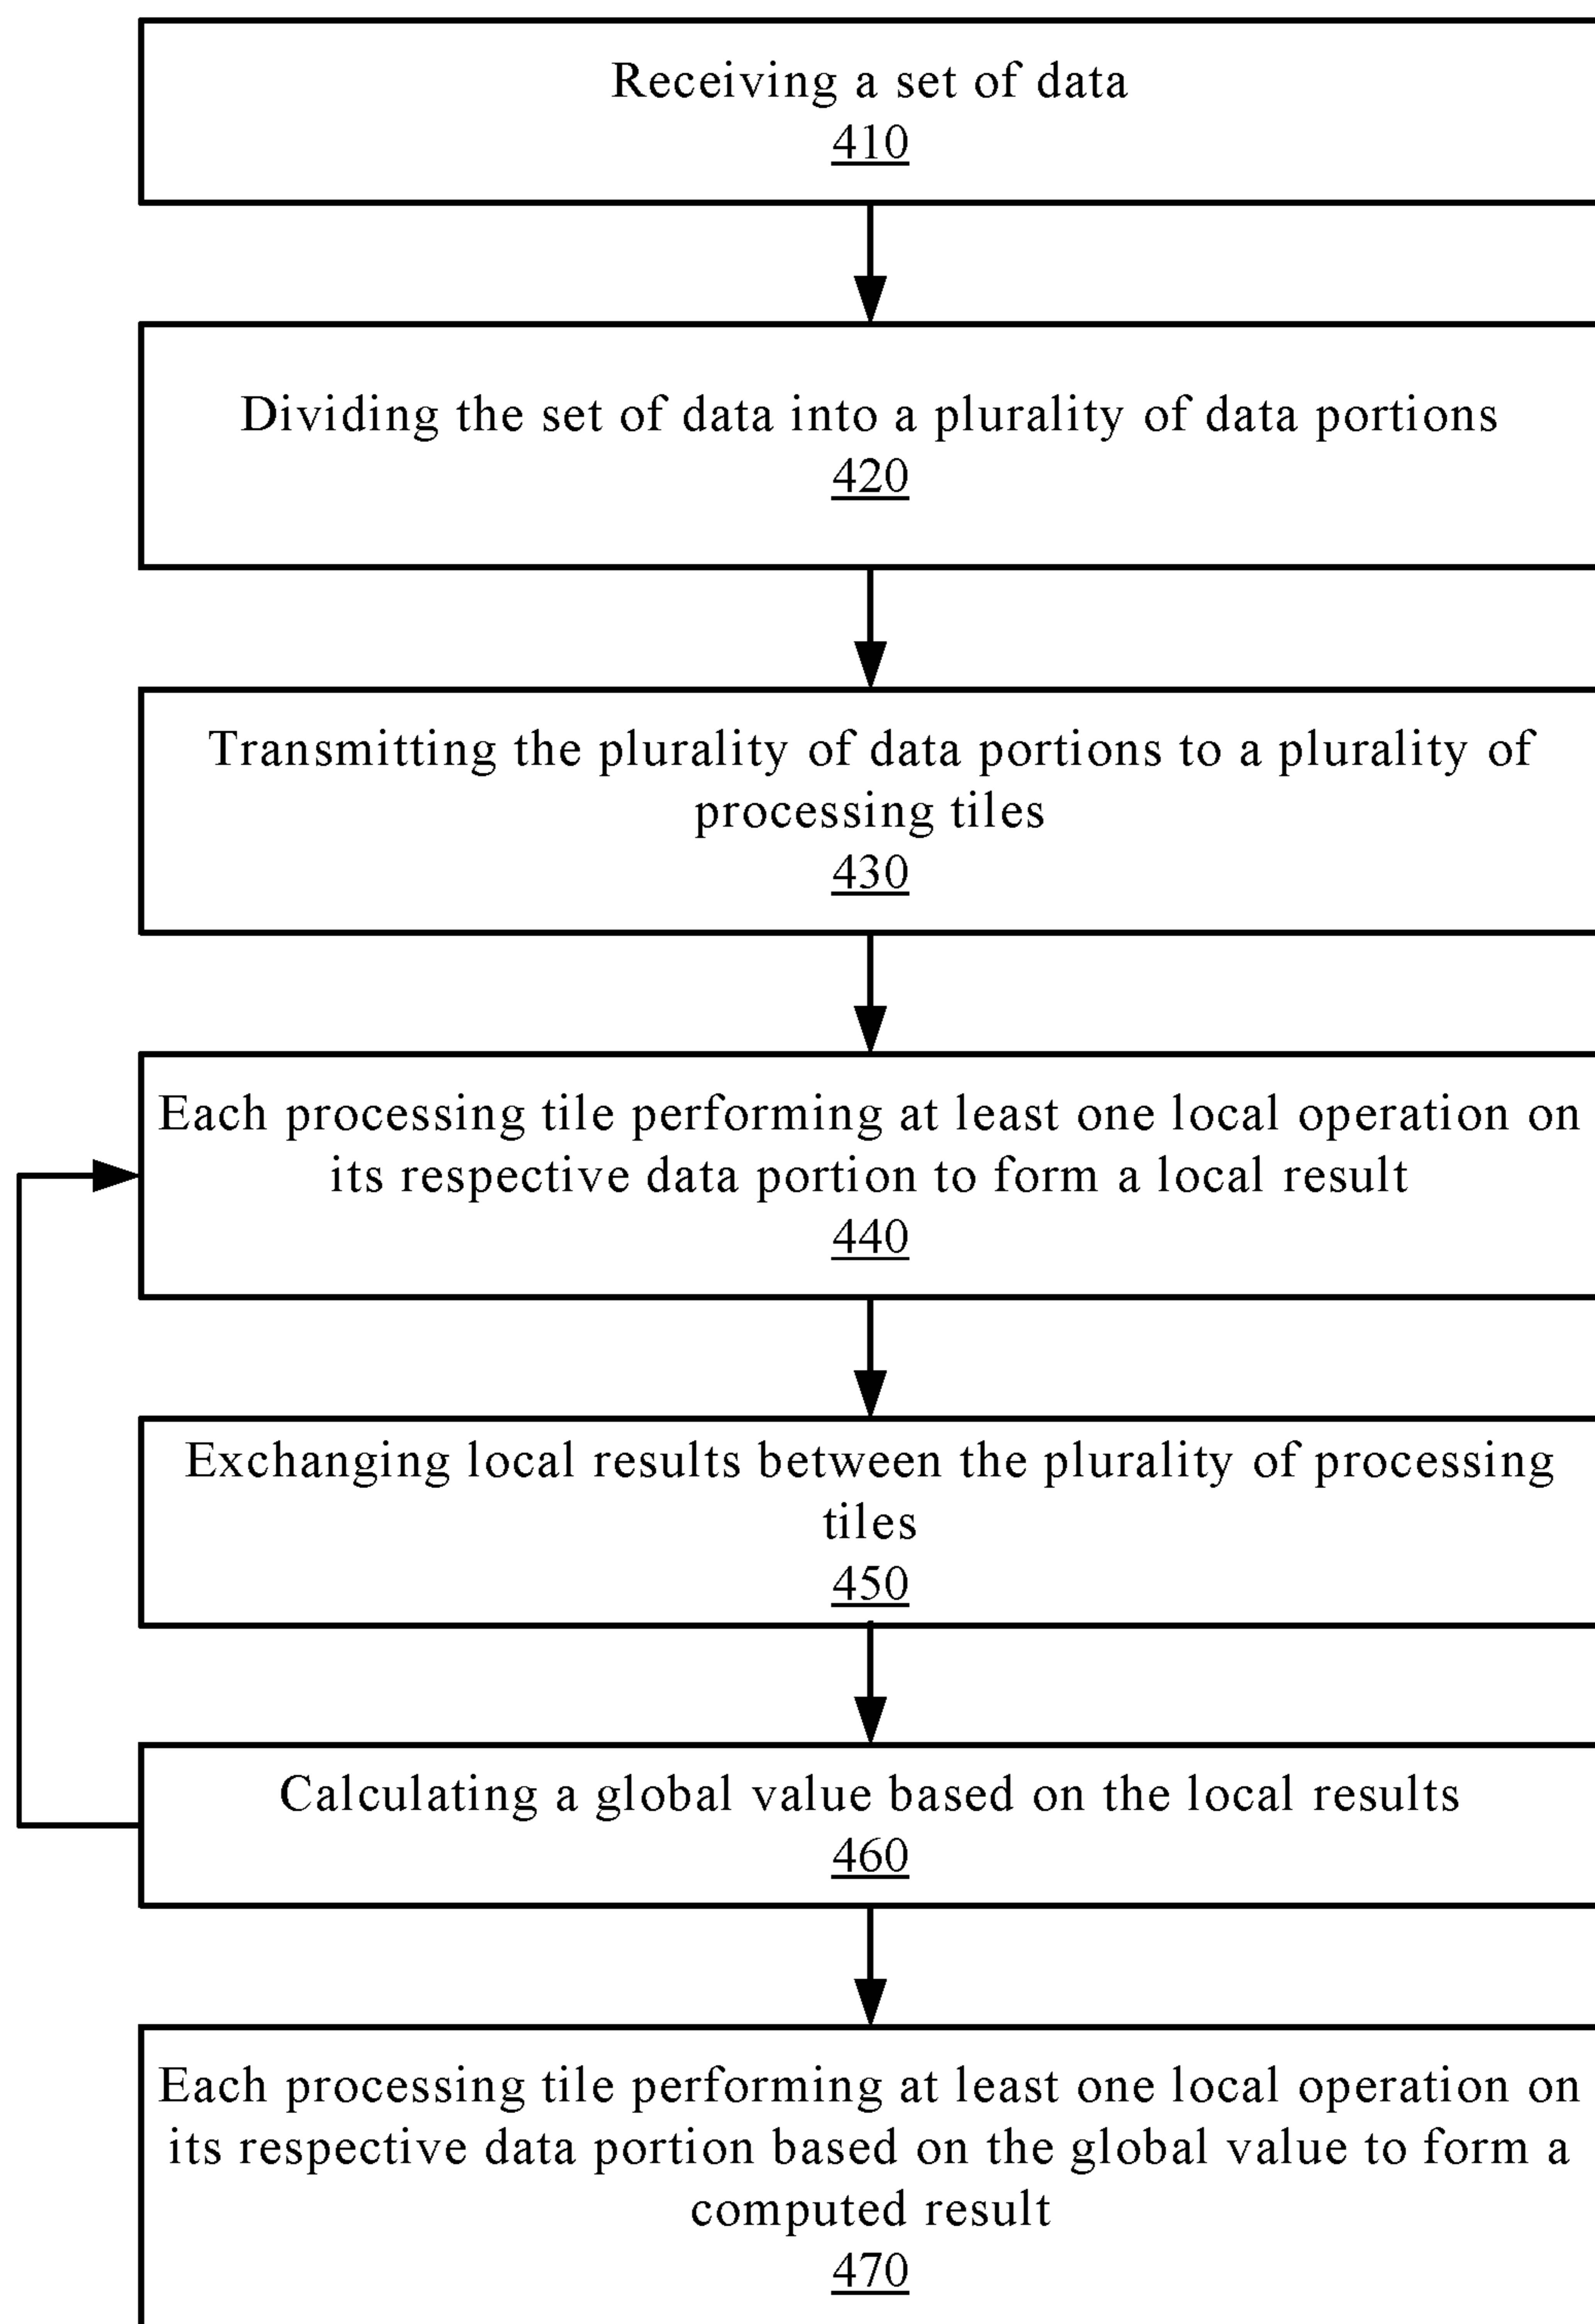 Receiving a set of data
410
Dividing the set of data into a plurality of data portions
420
Transmitting the plurality of data portions to a plurality of
processing tiles
430
Each processing tile performing at least one local operation on
its respective data portion to form a local result
440
Exchanging local results between the plurality of processing
tiles
450
Calculating a global value based on the local results
460
Each processing tile performing at least one local operation on
its respective data portion based on the global value to form a
computed result
470